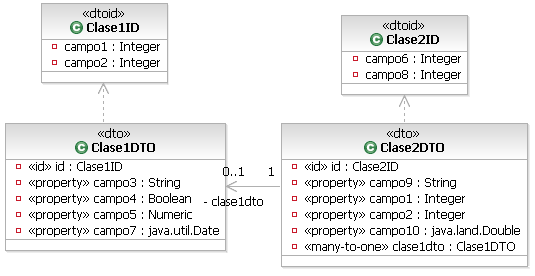 «dtoid»
Clase1ID
campo1 : Integer
campo2 : Integer
«dtoid»
Clase2ID
campo6 : Integer
campo8 : Integer
«dto»
Clase1DTO
«id» id : Clase1ID
«property» campo3 : String
«property» campo4 : Boolean
«property» campo5 : Numeric
«property» campo7 : java.util.Date
0..1 1
- clase1dto
«dto»
Clase2DTO
«id» id : Clase2ID
«property» campo9 : String
«property» campo1 : Integer
«property» campo2 : Integer
«property» campo10 : java.land.Double
«many-to-one» clase1dto : Clase1DTO